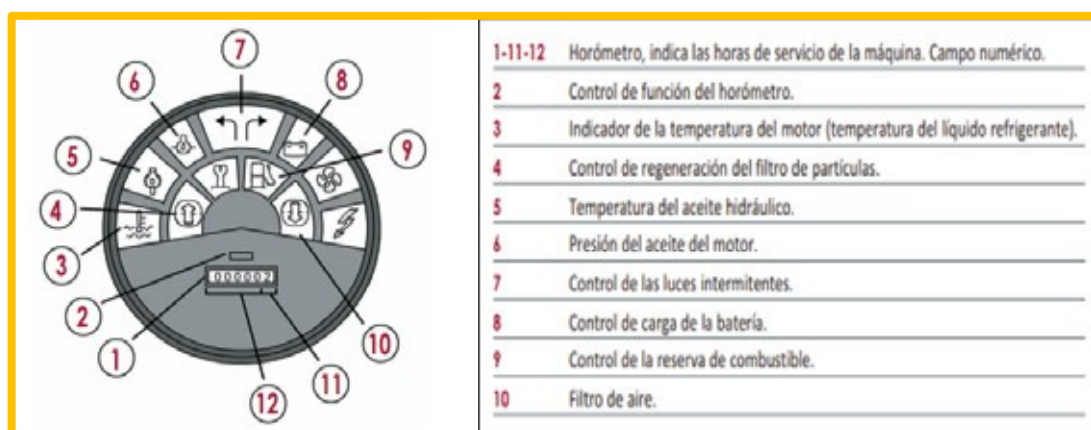 7
6
8
5
9
4
3
2
000002
1
10
11
12
1-11-12 Horómetro, indica las horas de servicio de la máquina. Campo numérico.
2 Control de función del horómetro.
3 Indicador de la temperatura del motor (temperatura del líquido refrigerante).
4 Control de regeneración del filtro de partículas.
5 Temperatura del aceite hidráulico.
6 Presión del aceite del motor.
7 Control de las luces intermitentes.
8 Control de carga de la batería.
9 Control de la reserva de combustible.
10 Filtro de aire.